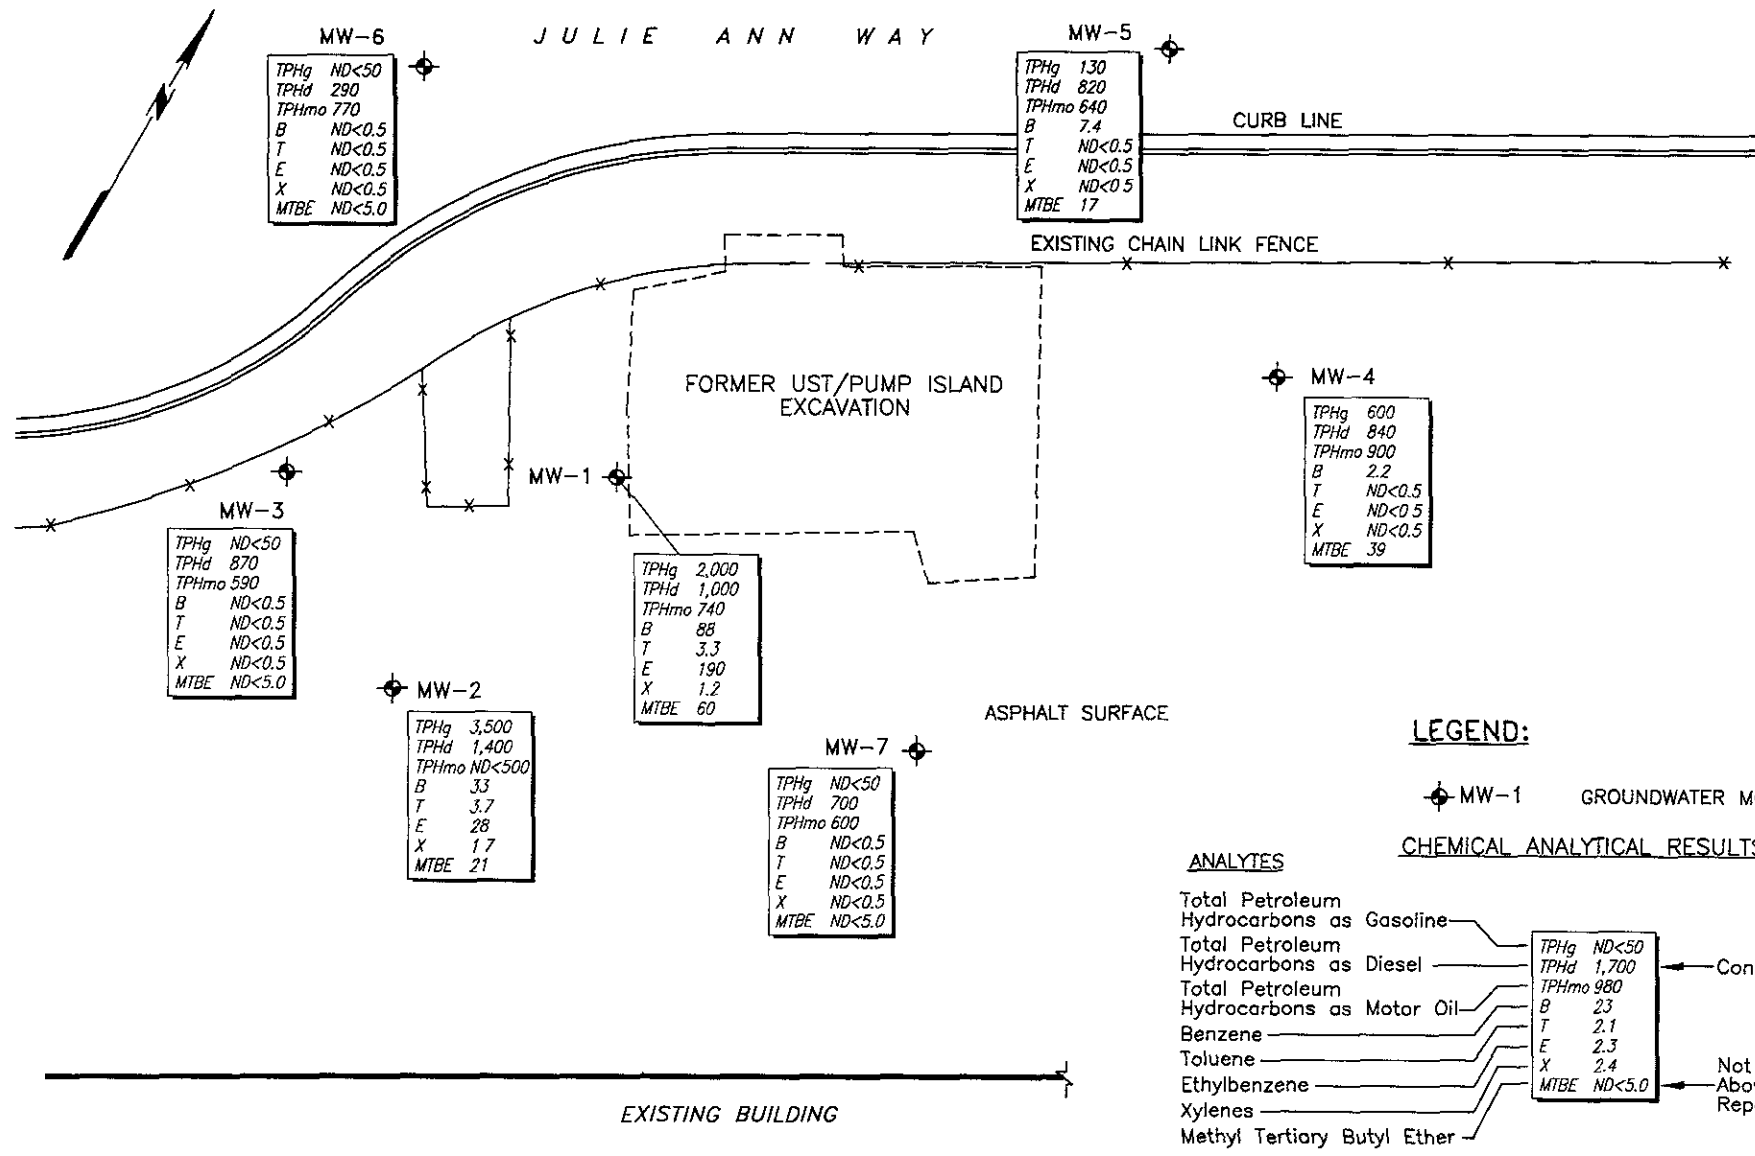 JULIE ANN WAY
MW-6
TPHg ND<50
TPHd 290
TPHmo 770
B ND<0.5
T ND<0.5
E ND<0.5
X ND<0.5
MTBE ND<5.0
MW-5
TPHg 130
TPHd 820
TPHmo 640
B 7.4
T ND<0.5
E ND<0.5
X ND<0 5
MTBE 17
CURB LINE
EXISTING CHAIN LINK FENCE
FORMER UST/PUMP ISLAND
EXCAVATION
MW-4
TPHg 600
TPHd 840
TPHmo 900
B 2.2
T ND<0.5
E ND<0 5
X ND<0.5
MTBE 39
MW-3
TPHg ND<50
TPHd 870
TPHmo 590
B ND<0.5
T ND<0.5
E ND<0.5
X ND<0.5
MTBE ND<5.0
MW-1
TPHg 2,000
TPHd 1,000
TPHmo 740
B 88
T 3.3
E 190
X 1.2
MTBE 60
MW-2
TPHg 3,500
TPHd 1,400
TPHmo ND<500
B 33
T 3.7
E 28
X 1 7
MTBE 21
ASPHALT SURFACE
MW-7
TPHg ND<50
TPHd 700
TPHmo 600
B ND<0.5
T ND<0.5
E ND<0.5
X ND<0.5
MTBE ND<5.0
EXISTING BUILDING
LEGEND:
MW-1 GROUNDWATER M
CHEMICAL ANALYTICAL RESULTS
ANALYTES
Total Petroleum
Hydrocarbons as Gasoline
Total Petroleum
Hydrocarbons as Diesel
Total Petroleum
Hydrocarbons as Motor Oil
Benzene
Toluene
Ethylbenzene
Xylenes
Methyl Tertiary Butyl Ether
TPHg ND<50
TPHd 1,700
TPHmo 980
B 23
T 2.1
E 2.3
X 2.4
MTBE ND<5.0
Con
Not
Abo
Rep